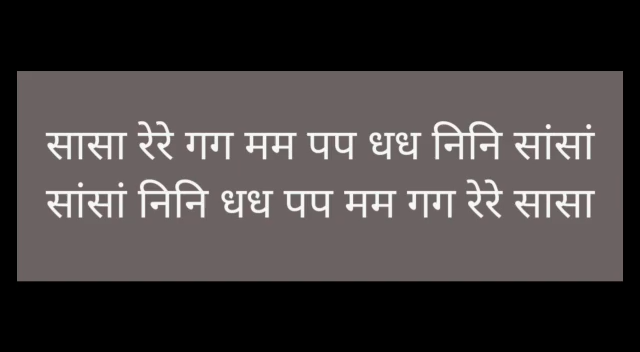 सासा रेरे गग मम पप धध निनि सांसां
सांसां निनि धध पप मम गग रेरे सासा